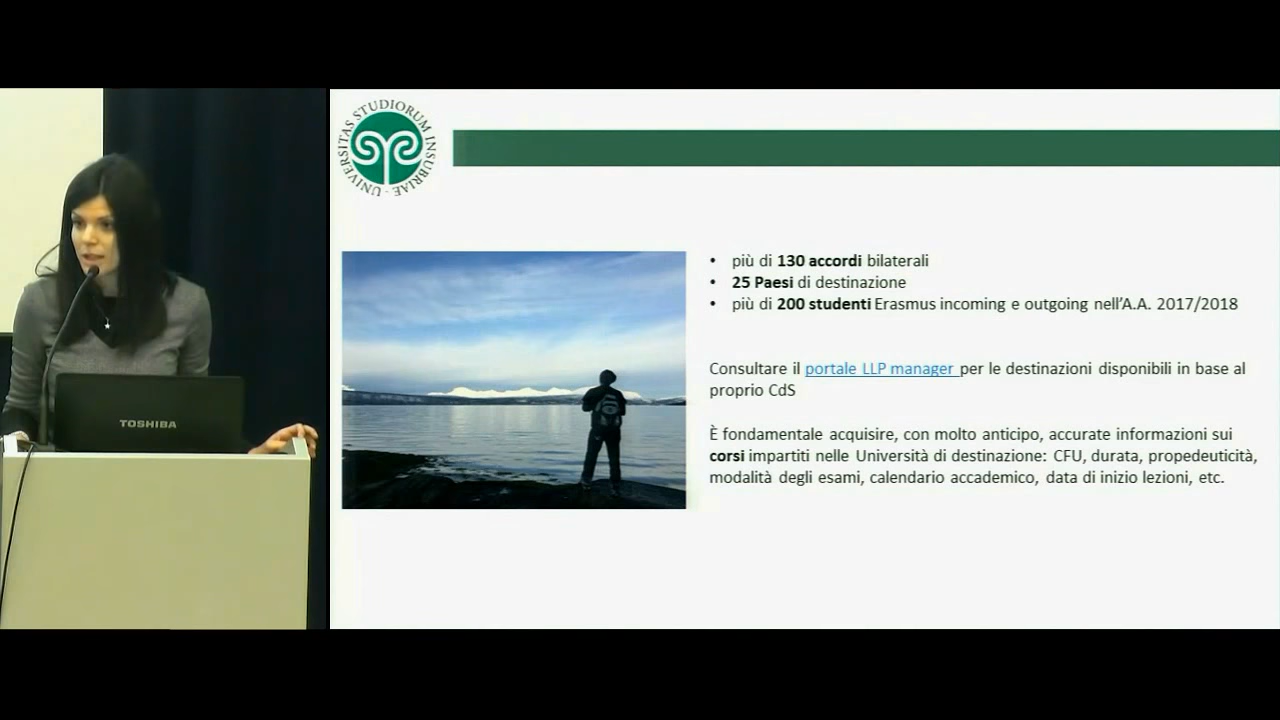 UNIVERSITAS STUDIORUM INSUBRIAE
• più di 130 accordi bilaterali
• 25 Paesi di destinazione
• più di 200 studenti Erasmus incoming e outgoing nell'A.A. 2017/2018
Consultare il portale LLP manager per le destinazioni disponibili in base al
proprio CdS
È fondamentale acquisire, con molto anticipo, accurate informazioni sui
corsi impartiti nelle Università di destinazione: CFU, durata, propedeuticità,
modalità degli esami, calendario accademico, data di inizio lezioni, etc.
TOSHIBA